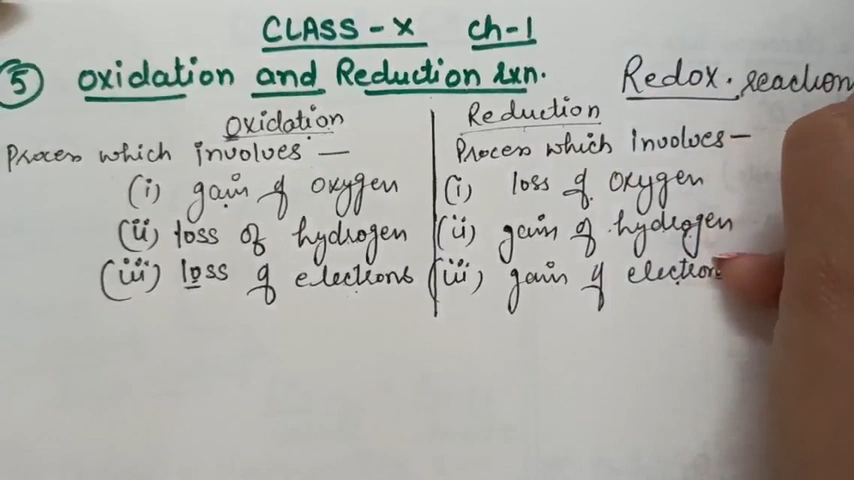 CLASS - X Ch-1
5 Oxidation and Reduction rxn.
Redox. reaction
Oxidation
Process which involves —
(i) gain of oxygen
(ii) loss of hydrogen
(iii) loss of electrons
Reduction
Process which involves —
(i) loss of oxygen
(ii) gain of hydrogen
(iii) gain of electron